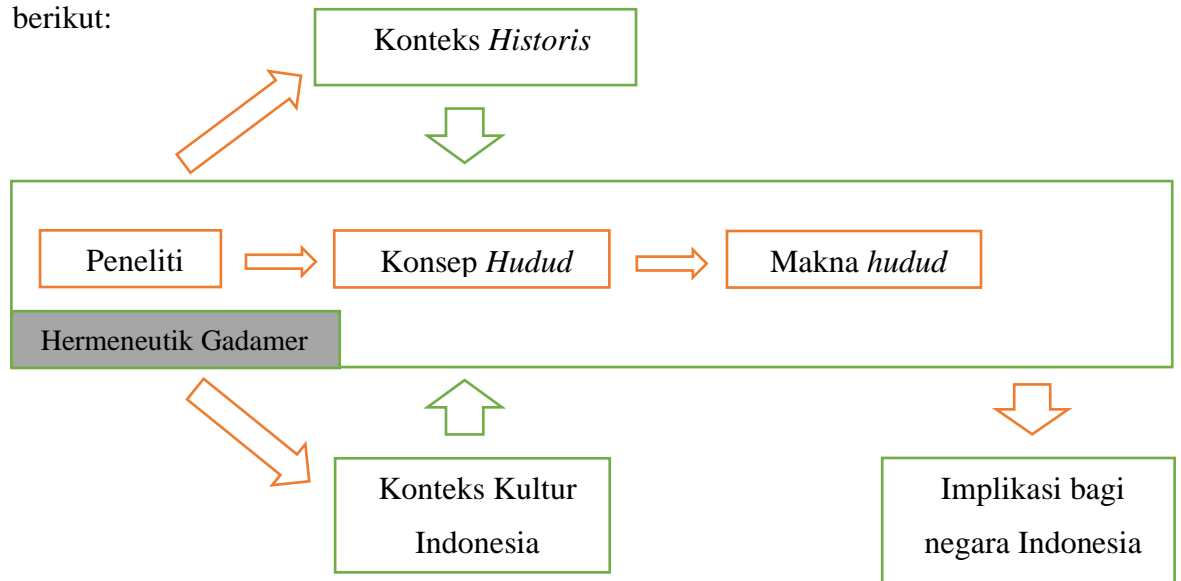 berikut:
Konteks Historis
Peneliti
Konsep Hudud
Makna hudud
Hermeneutik Gadamer
Konteks Kultur
Indonesia
Implikasi bagi
negara Indonesia